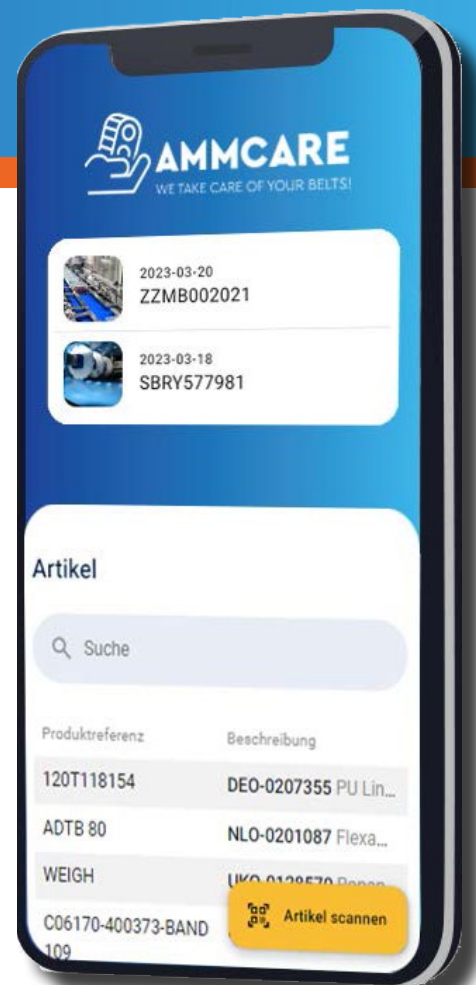 AMMCARE
WE TAKE CARE OF YOUR BELTS!
2023-03-20
ZZMB002021
2023-03-18
SBRY577981
Artikel
Suche
Produktreferenz Beschreibung
120T118154 DEO-0207355 PU Lin...
ADTB 80 NLO-0201087 Flexa...
WEIGH
C06170-400373-BAND
109
Artikel scannen